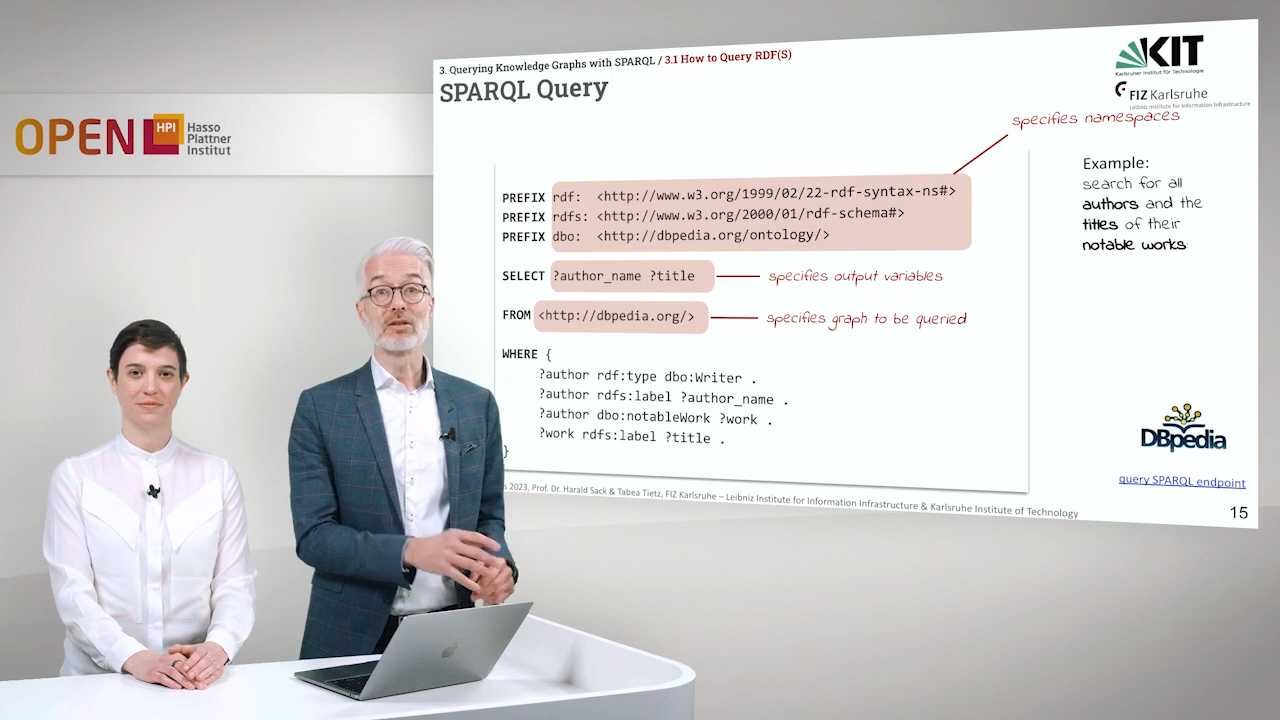 OPEN HPI Hasso
Plattner
Institut
3. Querying Knowledge Graphs with SPARQL / 3.1 How to Query RDF(S)
SPARQL Query
KIT
Karlsruher Institut für Technologie
FIZ Karlsruhe
Leibniz Institute for Information Infrastructure
specifies namespaces
PREFIX rdf: <http://www.w3.org/1999/02/22-rdf-syntax-ns#>
PREFIX rdfs: <http://www.w3.org/2000/01/rdf-schema#>
PREFIX dbo: <http://dbpedia.org/ontology/>
SELECT ?author_name ?title
specifies output variables
FROM <http://dbpedia.org/>
specifies graph to be queried
WHERE {
?author rdf:type dbo:Writer .
?author rdfs:label ?author_name .
?author dbo:notableWork ?work .
?work rdfs:label ?title .
}
Example:
search for all
authors and the
titles of their
notable works
DBpedia
query SPARQL endpoint
2023, Prof. Dr. Harald Sack & Tabea Tietz, FIZ Karlsruhe – Leibniz Institute for Information Infrastructure & Karlsruhe Institute of Technology
15